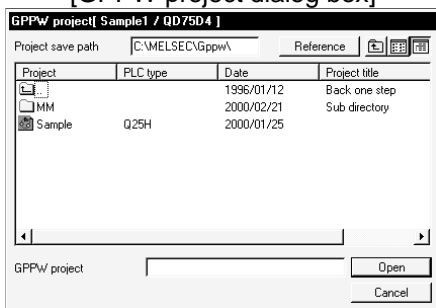 [GPPW project dialog box]
GPPW project[ Sample1 / QD75D4 ]
Project save path C:\MELSEC\Gppw\ Reference
Project PLC type Date Project title
.. 1996/01/12 Back one step
MM 2000/02/21 Sub directory
Sample Q25H 2000/01/25
GPPW project Open
Cancel